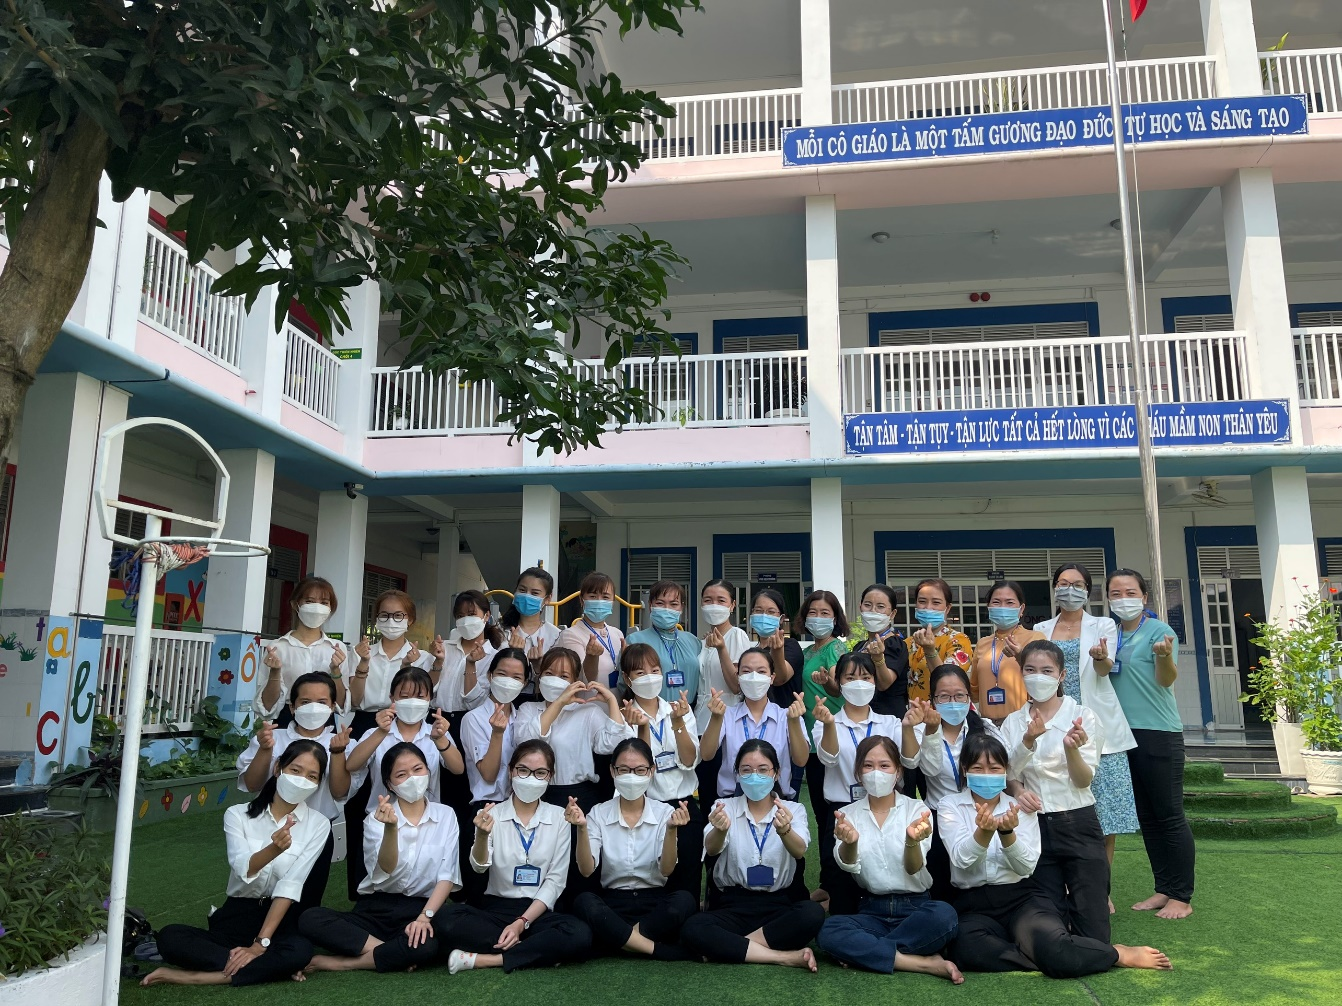 MỖI CÔ GIÁO LÀ MỘT TẤM GƯƠNG ĐẠO ĐỨC, TỰ HỌC VÀ SÁNG TẠO
TẬN TÂM - TẬN TỤY - TẬN LỰC TẤT CẢ HẾT LÒNG VÌ CÁC MẦM NON THÂN YÊU
X
a
b
c
ô